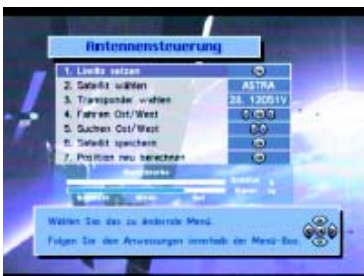 Antennensteuerung
1. Limits setzen
2. Satellit wählen ASTRA
3. Transponder wählen 28. 12051V
4. Fahren Ost/West
5. Suchen Ost/West
6. Satellit speichern
7. Position neu berechnen
Wählen Sie das zu ändernde Menü.
Folgen Sie den Anweisungen innerhalb der Menü-Box.